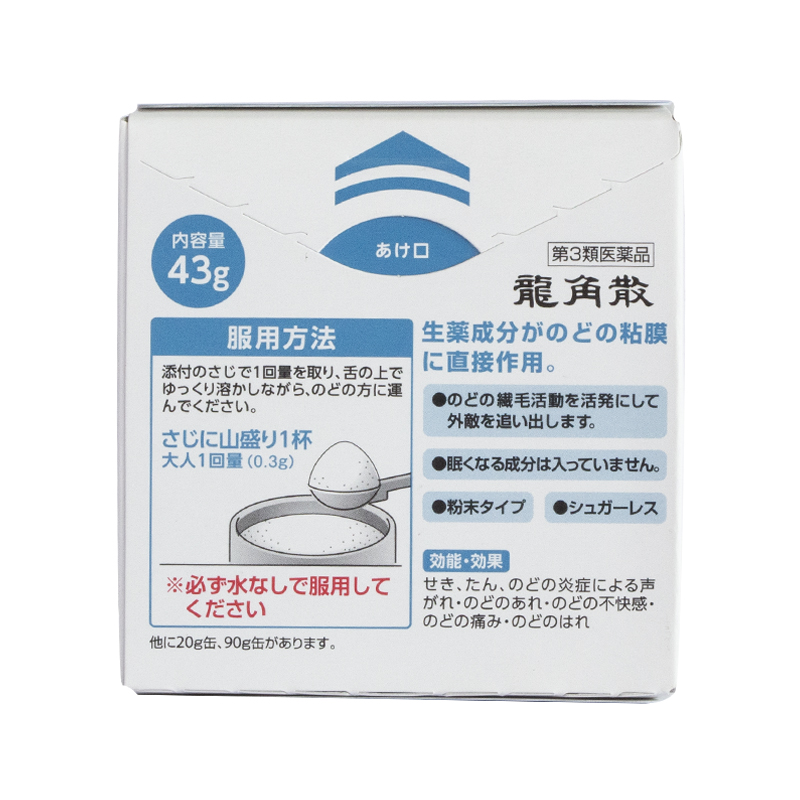 あけ口
内容量
43g
第3類医薬品
龍角散
服用方法
添付のさじで1回量を取り、舌の上で
ゆっくり溶かしながら、のどの方に運
んでください。
さじに山盛り1杯
大人1回量(0.3g)
※必ず水なしで服用して
ください
他に20g缶、90g缶があります。
生薬成分がのどの粘膜
に直接作用。
●のどの繊毛活動を活発にして
外敵を追い出します。
●眠くなる成分は入っていません。
●粉末タイプ
●シュガーレス
効能・効果
せき、たん、のどの炎症による声
がれ・のどのあれ・のどの不快感・
のどの痛み・のどのはれ